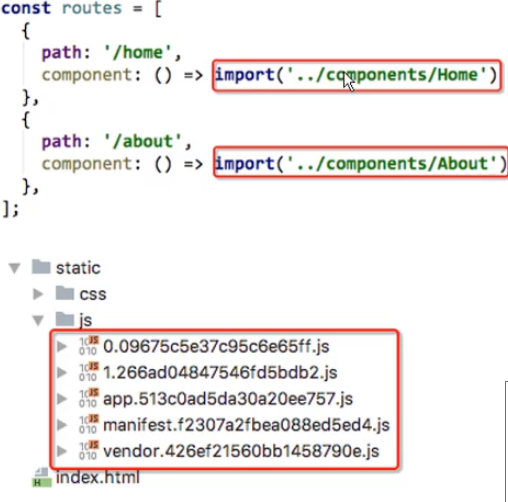 const routes = [
{
path: '/home',
component: () => import('../components/Home')
},
{
path: '/about',
component: () => import('../components/About')
},
];
static
css
js
0.09675c5e37c95c6e65ff.js
1.266ad04847546fd5bdb2.js
app.513c0ad5da30a20ee757.js
manifest.f2307a2fbea088ed5ed4.js
vendor.426ef21560bb1458790e.js
index.html